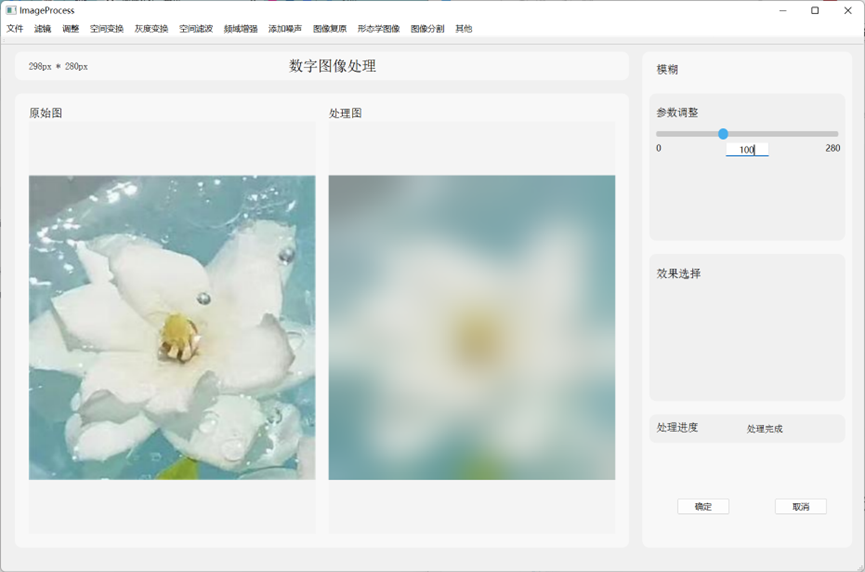 ImageProcess
文件 滤镜 调整 空间变换 灰度变换 空间滤波 频域增强 添加噪声 图像复原 形态学图像 图像分割 其他
298px * 280px 数字图像处理
模糊
原始图 处理图
参数调整
0 100 280
效果选择
处理进度 处理完成
确定 取消